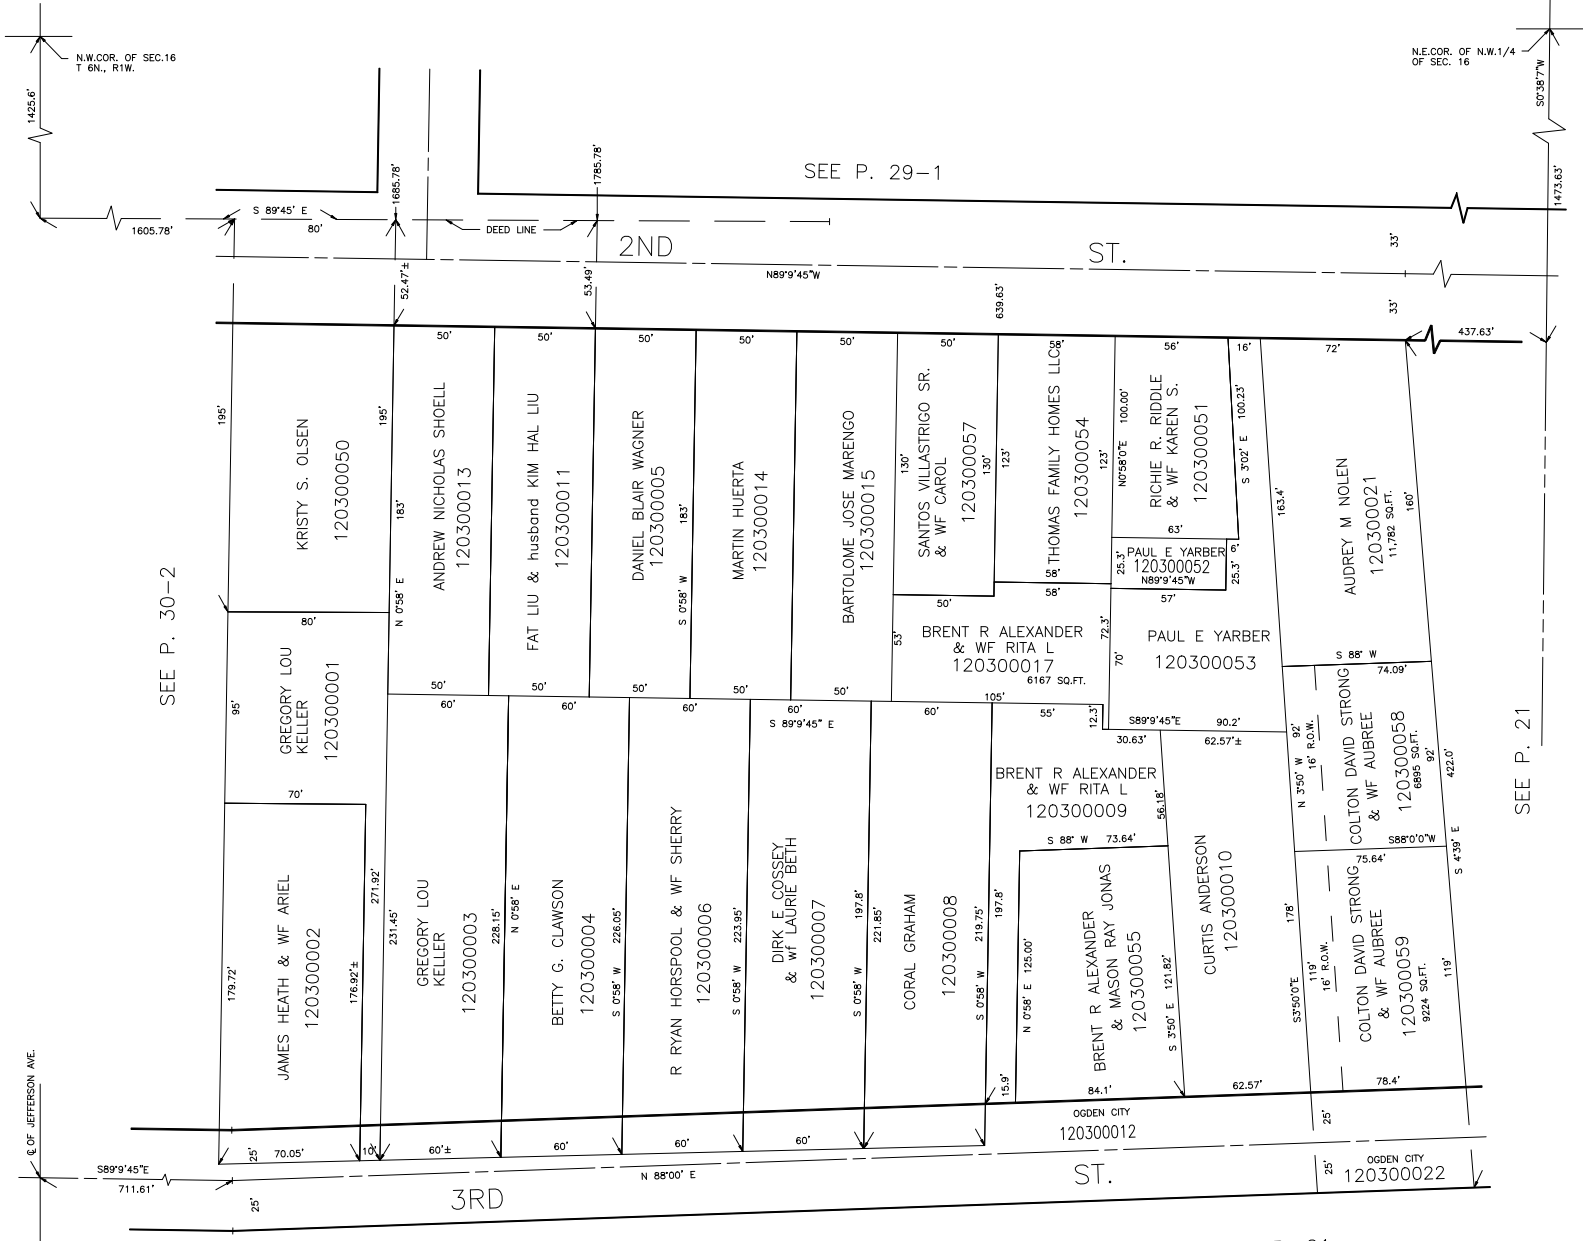 N.W.COR. OF SEC.16
T 6N., R1W.
N.E.COR. OF N.W.1/4
OF SEC. 16
1425.6'
S0°38'7"W
1685.78'
1785.78'
SEE P. 29-1
1473.63'
S 89°45' E
80'
1605.78'
DEED LINE
2ND
ST.
33'
N89°9'45"W
52.47'±
53.49'
639.63'
33'
437.63'
50'
50'
50'
50'
50'
50'
58'
56'
16'
72'
195'
KRISTY S. OLSEN
120300050
195'
183'
N 0°58' E
ANDREW NICHOLAS SHOELL
120300013
FAT LIU & husband KIM HAL LIU
120300011
DANIEL BLAIR WAGNER
120300005
S 0°58' W
183'
MARTIN HUERTA
120300014
BARTOLOME JOSE MARENGO
120300015
130'
SANTOS VILLASTRIGO SR.
& WF CAROL
120300057
130'
123'
THOMAS FAMILY HOMES LLC
120300054
123'
N0°58'0"E 100.00'
RICHIE R. RIDDLE
& WF KAREN S.
120300051
S 3°02' E 100.23'
63'
6'
163.4'
AUDREY M NOLEN
120300021
11,782 SQ.FT.
160'
25.3'
PAUL E YARBER
120300052
N89°9'45"W
25.3'
57'
58'
58'
50'
SEE P. 30-2
80'
53'
BRENT R ALEXANDER
& WF RITA L
120300017
6167 SQ.FT.
72.3'
70'
PAUL E YARBER
120300053
S 88° W
74.09'
95'
GREGORY LOU
KELLER
120300001
50'
50'
50'
50'
50'
105'
60'
60'
60'
60'
60'
55'
12.3'
S 89°9'45" E
S89°9'45"E
90.2'
30.63'
62.57'±
N 3°50' W 92'
16' R.O.W.
COLTON DAVID STRONG
& WF AUBREE
120300058
6895 SQ.FT.
92'
422.0'
SEE P. 21
70'
BRENT R ALEXANDER
& WF RITA L
120300009
56.18'
S 88° W 73.64'
S88°0'0"W
75.64'
S 4°39' E
179.72'
JAMES HEATH & WF ARIEL
120300002
176.92'±
271.92'
231.45'
GREGORY LOU
KELLER
120300003
228.15'
N 0°58' E
BETTY G. CLAWSON
120300004
S 0°58' W 226.05'
R RYAN HORSPOOL & WF SHERRY
120300006
S 0°58' W 223.95'
DIRK E COSSEY
& wf LAURIE BETH
120300007
S 0°58' W 197.8'
221.85'
CORAL GRAHAM
120300008
S 0°58' W 219.75'
197.8'
N 0°58' E 125.00'
BRENT R ALEXANDER
& MASON RAY JONAS
120300055
S 3°50' E 121.82'
CURTIS ANDERSON
120300010
178'
S3°50'0"E
119'
16' R.O.W.
COLTON DAVID STRONG
& WF AUBREE
120300059
9224 SQ.FT.
119'
15.9'
84.1'
62.57'
78.4'
OGDEN CITY
120300012
25'
℄ OF JEFFERSON AVE.
25'
70.05'
10'
60'±
60'
60'
60'
S89°9'45"E
711.61'
25'
N 88°00' E
3RD
ST.
25'
OGDEN CITY
120300022